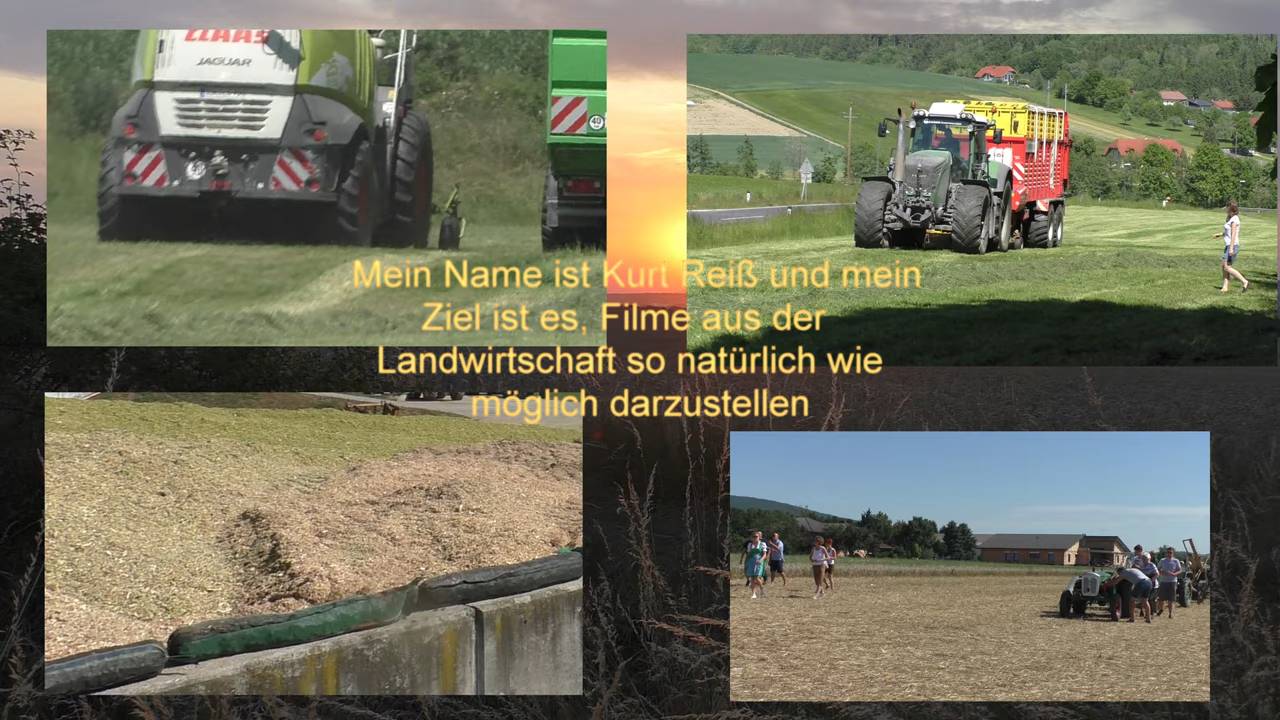 CLAAS
JAGUAR
40
Mein Name ist Kurt Reiß und mein
Ziel ist es, Filme aus der
Landwirtschaft so natürlich wie
möglich darzustellen